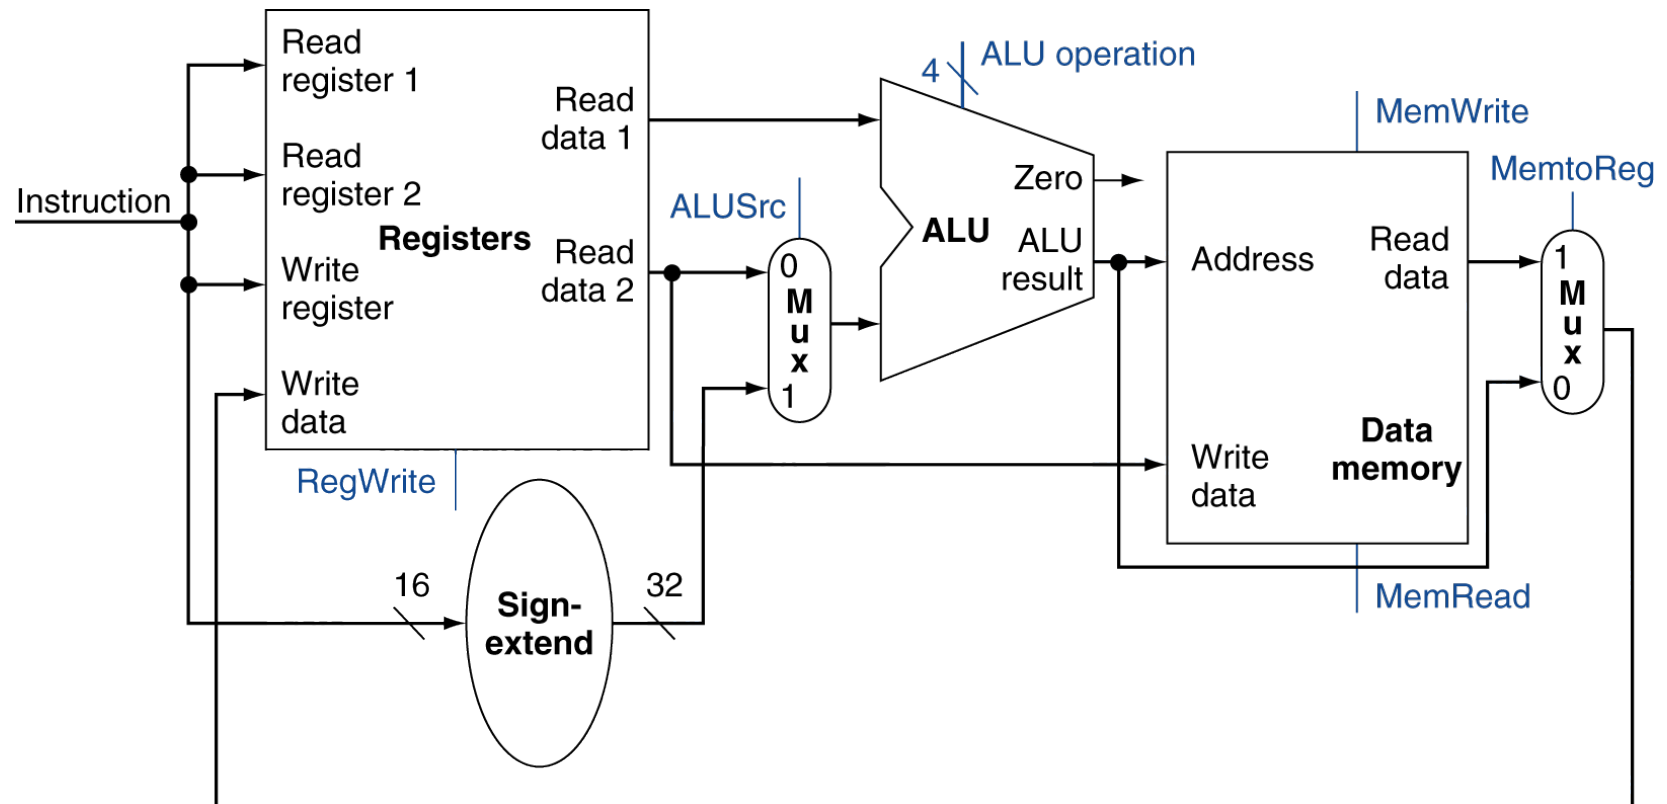 Instruction
Read
register 1
Read
register 2
Write
register
Write
data
Registers
Read
data 1
Read
data 2
RegWrite
16
Sign-
extend
32
ALUSrc
0
M
u
x
1
4
ALU operation
ALU
Zero
ALU
result
MemWrite
Address
Read
data
Write
data
Data
memory
MemRead
MemtoReg
1
M
u
x
0